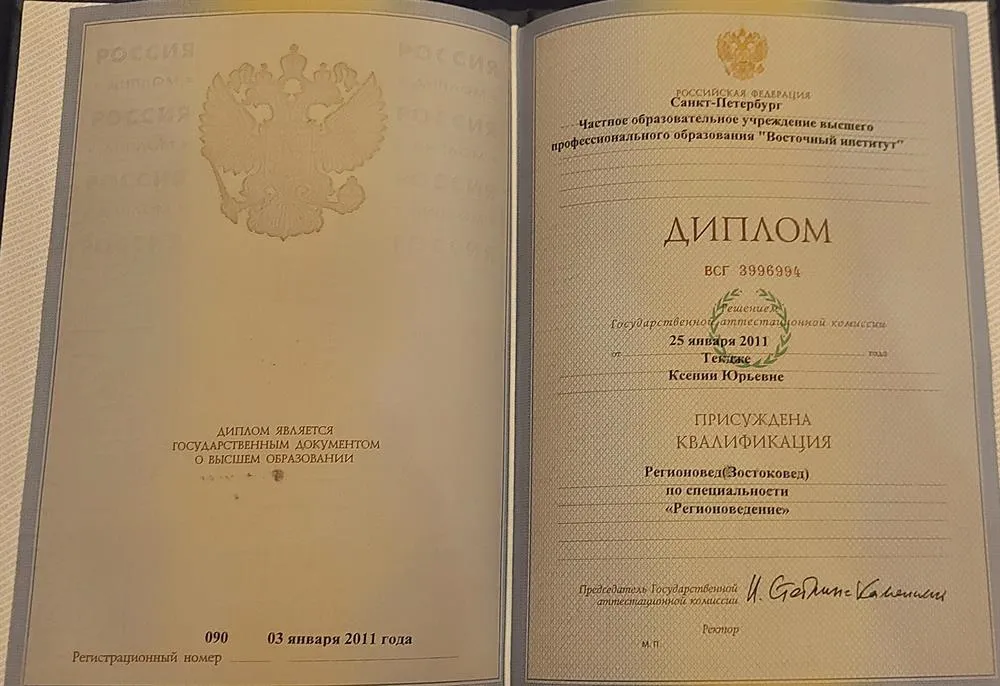 ДИПЛОМ ЯВЛЯЕТСЯ
ГОСУДАРСТВЕННЫМ ДОКУМЕНТОМ
О ВЫСШЕМ ОБРАЗОВАНИИ
090 03 января 2011 года
Регистрационный номер
РОССИЙСКАЯ ФЕДЕРАЦИЯ
Санкт-Петербург
Частное образовательное учреждение высшего
профессионального образования "Восточный институт"
ДИПЛОМ
ВСГ 3996994
Решением
Государственной аттестационной комиссии
25 января 2011
от года
Текдже
Ксении Юрьевне
ПРИСУЖДЕНА
КВАЛИФИКАЦИЯ
Регионовед(Востоковед)
по специальности
«Регионоведение»
Председатель Государственной
аттестационной комиссии
Ректор
М.П.